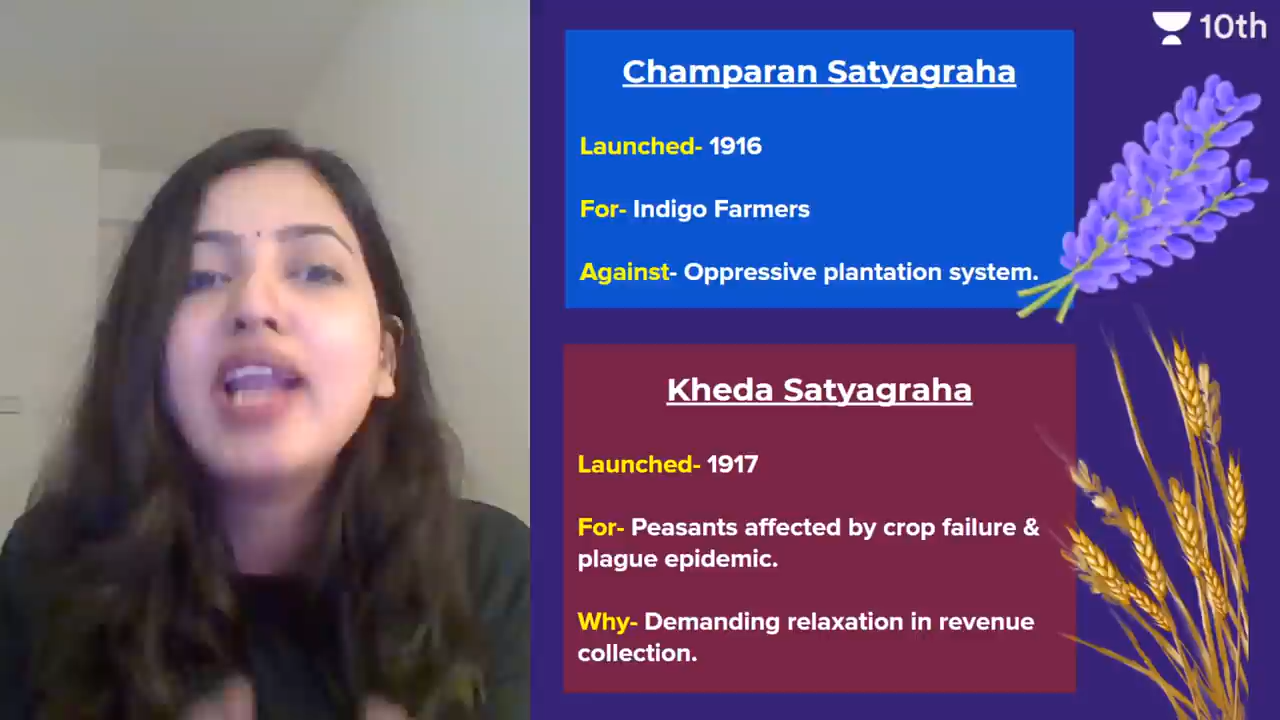 10th
Champaran Satyagraha
Launched- 1916
For- Indigo Farmers
Against- Oppressive plantation system.
Kheda Satyagraha
Launched- 1917
For- Peasants affected by crop failure &
plague epidemic.
Why- Demanding relaxation in revenue
collection.